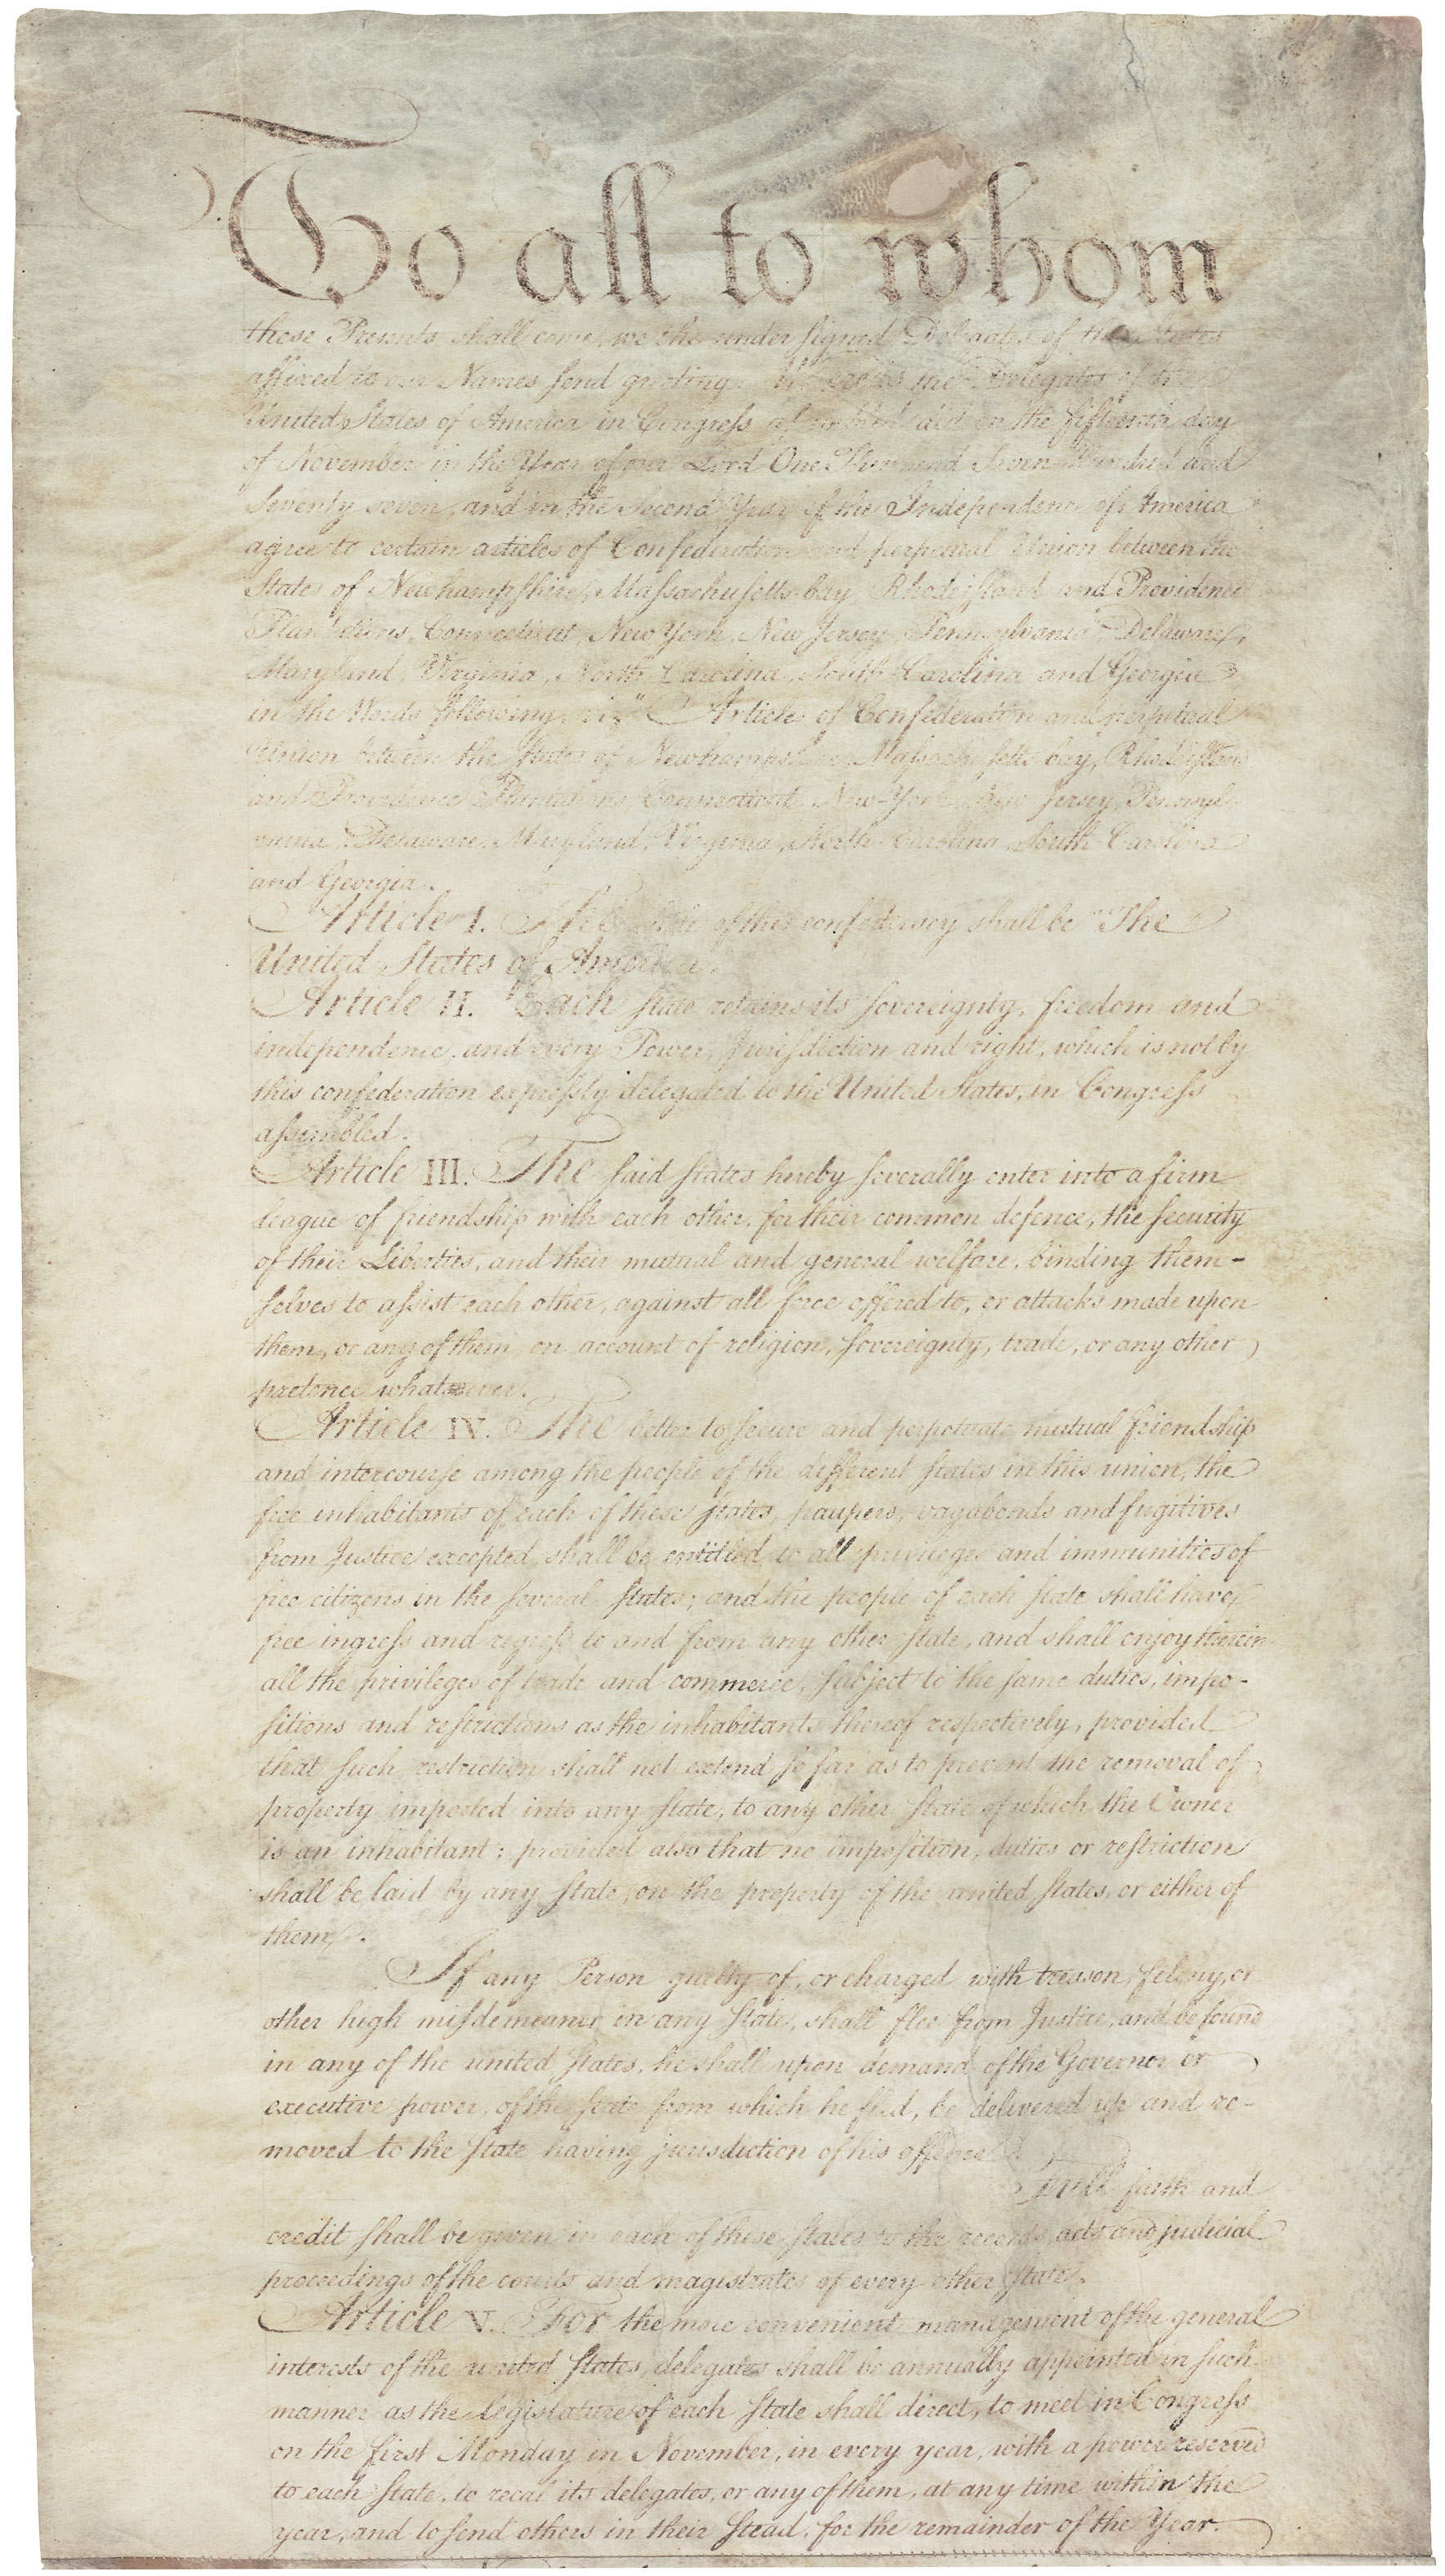 To all to whom
these Presents shall come, we the under signed Delegates of the States
affixed to our Names send greeting. Whereas the Delegates of the
United States of America in Congress assembled did on the fifteenth day
of November in the Year of our Lord One Thousand Seven Hundred and
Seventy seven, and in the Second Year of the Independence of America
agree to certain articles of Confederation and perpetual Union between the
States of Newhampshire, Massachusetts-bay, Rhodeisland and Providence
Plantations, Connecticut, New York, New Jersey, Pennsylvania, Delaware,
Maryland, Virginia, North-Carolina, South-Carolina and Georgia
in the Words following, viz. "Articles of Confederation and perpetual
Union between the States of Newhampshire, Massachusetts-bay, Rhodeisland
and Providence Plantations, Connecticut, New-York, New-Jersey, Pennsyl-
vania, Delaware, Maryland, Virginia, North-Carolina, South-Carolina
and Georgia.
Article I. The Stile of this confederacy shall be "The
United States of America."
Article II. Each state retains its sovereignty, freedom and
independence, and every Power, Jurisdiction and right, which is not by
this confederation expressly delegated to the United States, in Congress
assembled.
Article III. The said states hereby severally enter into a firm
league of friendship with each other, for their common defence, the security
of their Liberties, and their mutual and general welfare, binding them-
selves to assist each other, against all force offered to, or attacks made upon
them, or any of them, on account of religion, sovereignty, trade, or any other
pretence whatever.
Article IV. The better to secure and perpetuate mutual friendship
and intercourse among the people of the different states in this union, the
free inhabitants of each of these states, paupers, vagabonds and fugitives
from Justice excepted, shall be entitled to all privileges and immunities of
free citizens in the several states; and the people of each state shall have
free ingress and regress to and from any other state, and shall enjoy therein
all the privileges of trade and commerce, subject to the same duties, impo-
sitions and restrictions as the inhabitants thereof respectively, provided
that such restriction shall not extend so far as to prevent the removal of
property imported into any state, to any other state of which the Owner
is an inhabitant; provided also that no imposition, duties or restriction
shall be laid by any state, on the property of the united states, or either of
them.
If any Person guilty of, or charged with treason, felony, or
other high misdemeanor in any state, shall flee from Justice, and be found
in any of the united states, he shall upon demand of the Governor or
executive power, of the state from which he fled, be delivered up and re-
moved to the state having jurisdiction of his offence.
Full faith and
credit shall be given in each of these states to the records, acts and judicial
proceedings of the courts and magistrates of every other state.
Article V. For the more convenient management of the general
interests of the united states, delegates shall be annually appointed in such
manner as the legislature of each state shall direct, to meet in Congress
on the first Monday in November, in every year, with a power reserved
to each state, to recal its delegates, or any of them, at any time within the
year, and to send others in their stead, for the remainder of the Year.